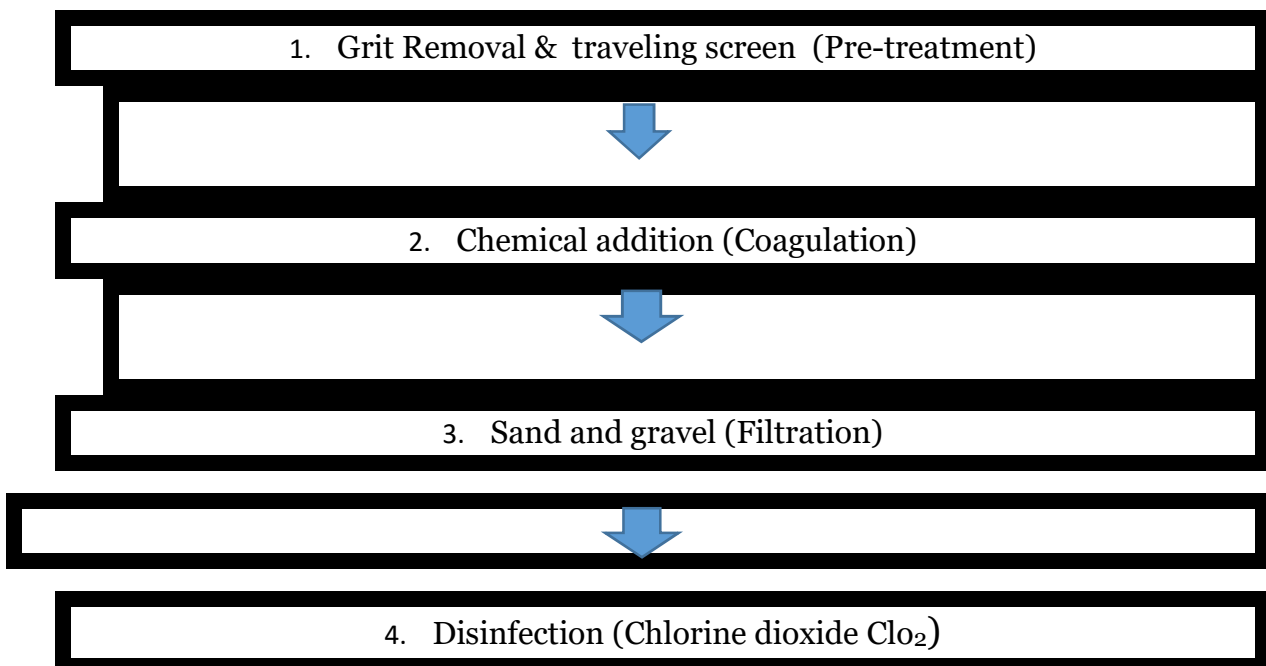 1. Grit Removal & traveling screen (Pre-treatment)
2. Chemical addition (Coagulation)
3. Sand and gravel (Filtration)
4. Disinfection (Chlorine dioxide Clo₂)